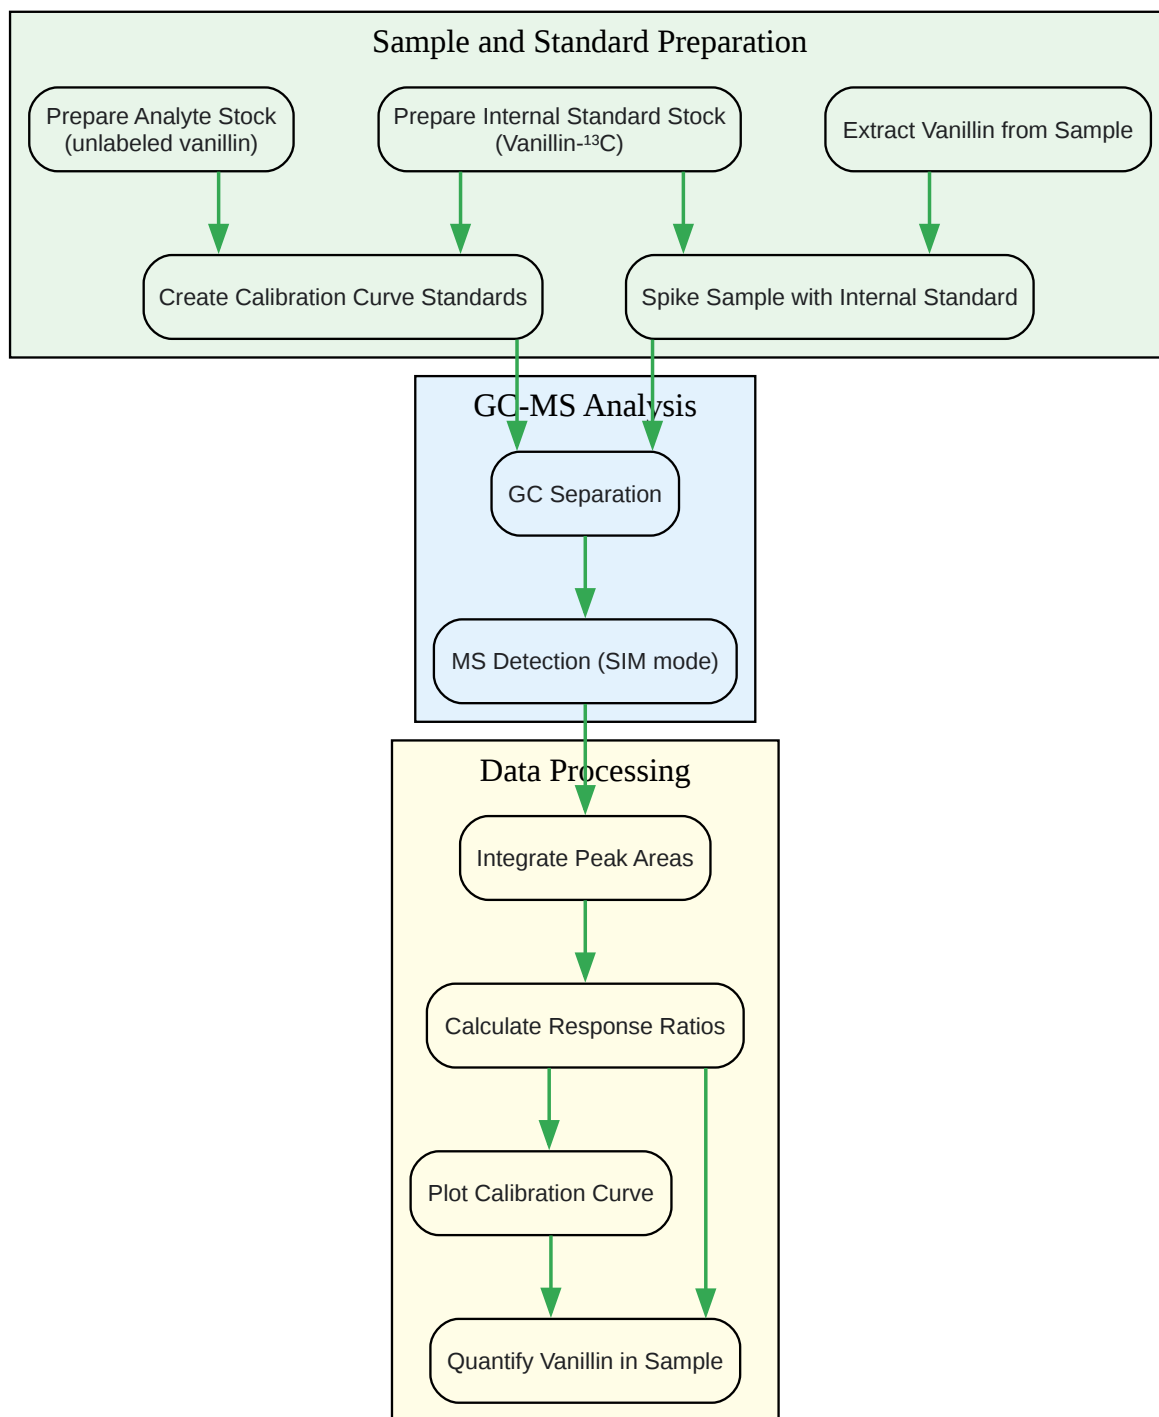 Sample and Standard Preparation
Prepare Analyte Stock
(unlabeled vanillin)
Prepare Internal Standard Stock
(Vanillin-¹³C)
Extract Vanillin from Sample
Create Calibration Curve Standards
Spike Sample with Internal Standard
GC-MS Analysis
GC Separation
MS Detection (SIM mode)
Data Processing
Integrate Peak Areas
Calculate Response Ratios
Plot Calibration Curve
Quantify Vanillin in Sample